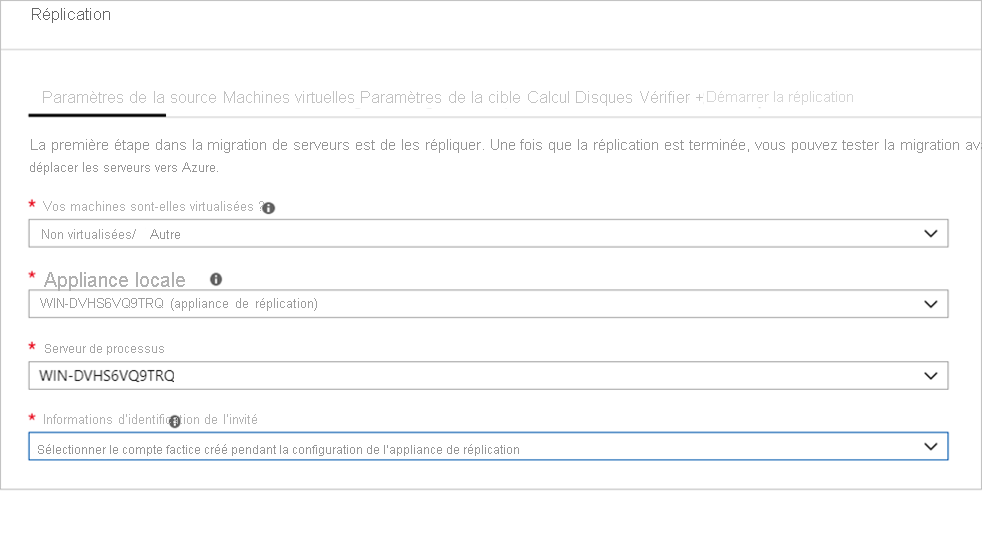 Réplication
Paramètres de la source Machines virtuelles Paramètres de la cible Calcul Disques Vérifier +Démarrer la réplication
La première étape dans la migration de serveurs est de les répliquer. Une fois que la réplication est terminée, vous pouvez tester la migration av
déplacer les serveurs vers Azure.
* Vos machines sont-elles virtualisées ?
Non virtualisées/ Autre
* Appliance locale
WIN-DVHS6VQ9TRQ (appliance de réplication)
* Serveur de processus
WIN-DVHS6VQ9TRQ
* Informations d'identification de l'invité
Sélectionner le compte factice créé pendant la configuration de l'appliance de réplication